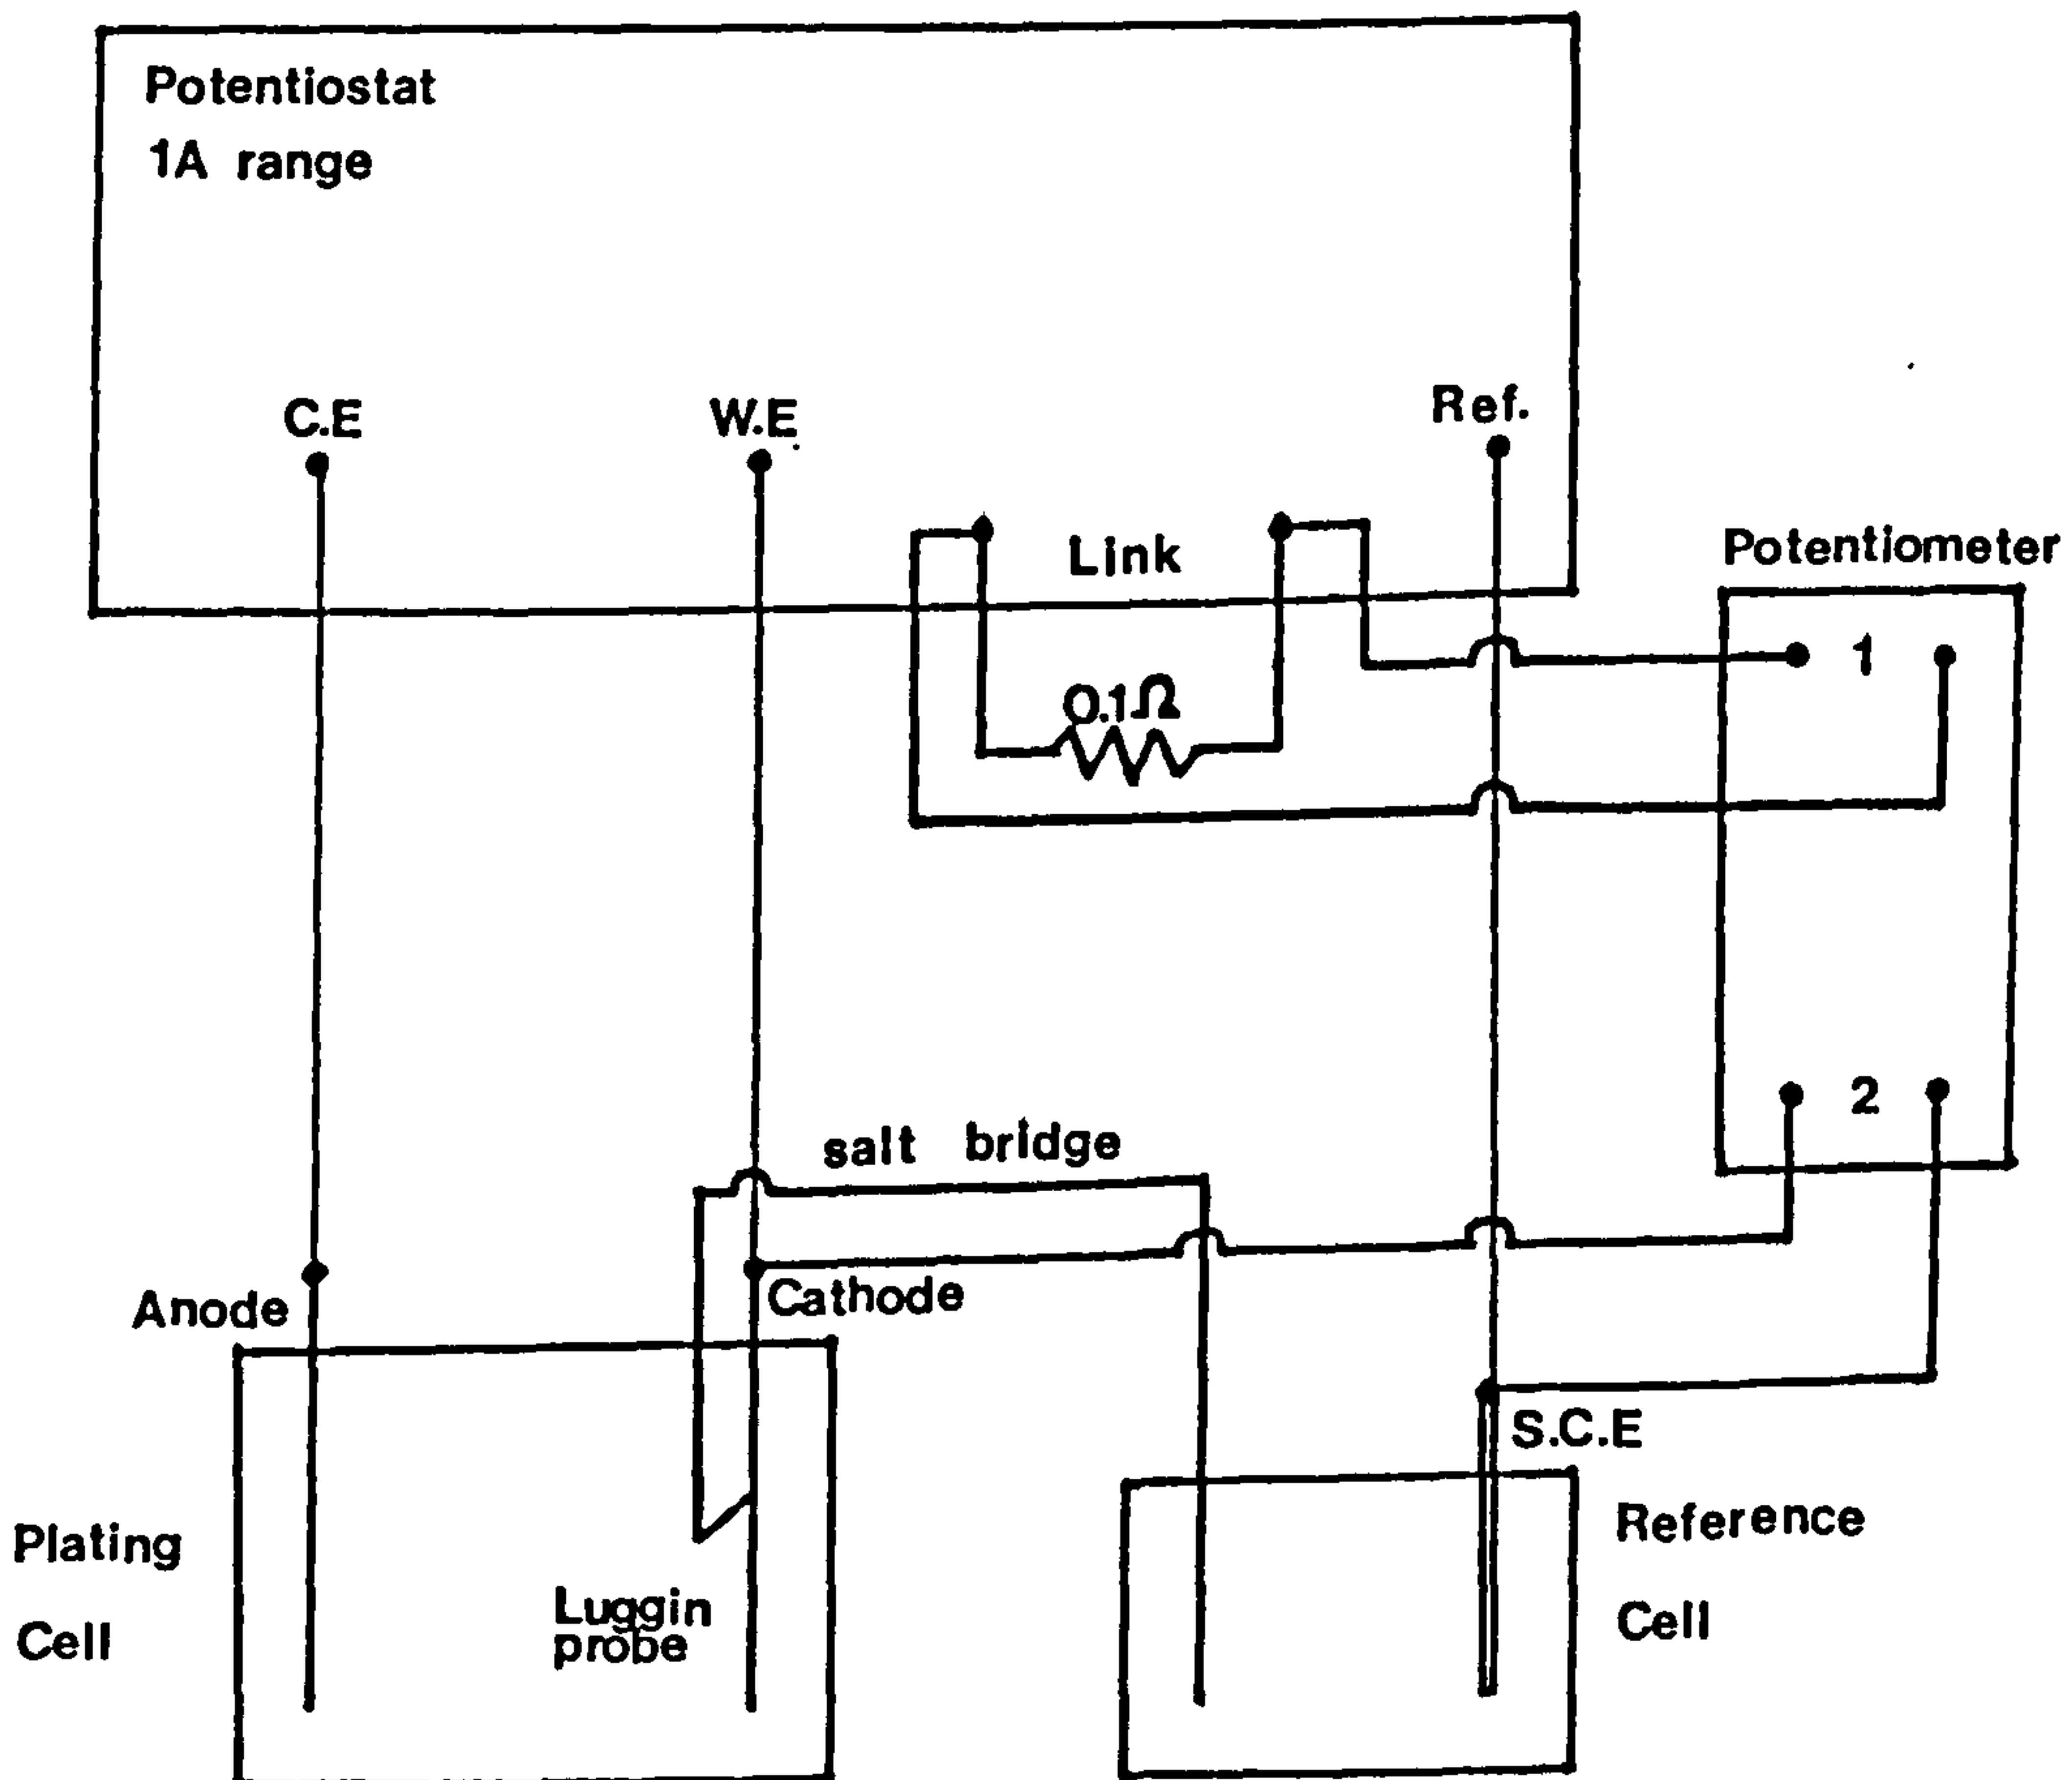 Potentiostat
1A range
C.E
W.E
Ref.
Link
Potentiometer
1
0.1Ω
2
salt bridge
Anode
Cathode
S.C.E
Plating
Cell
Luggin
probe
Reference
Cell